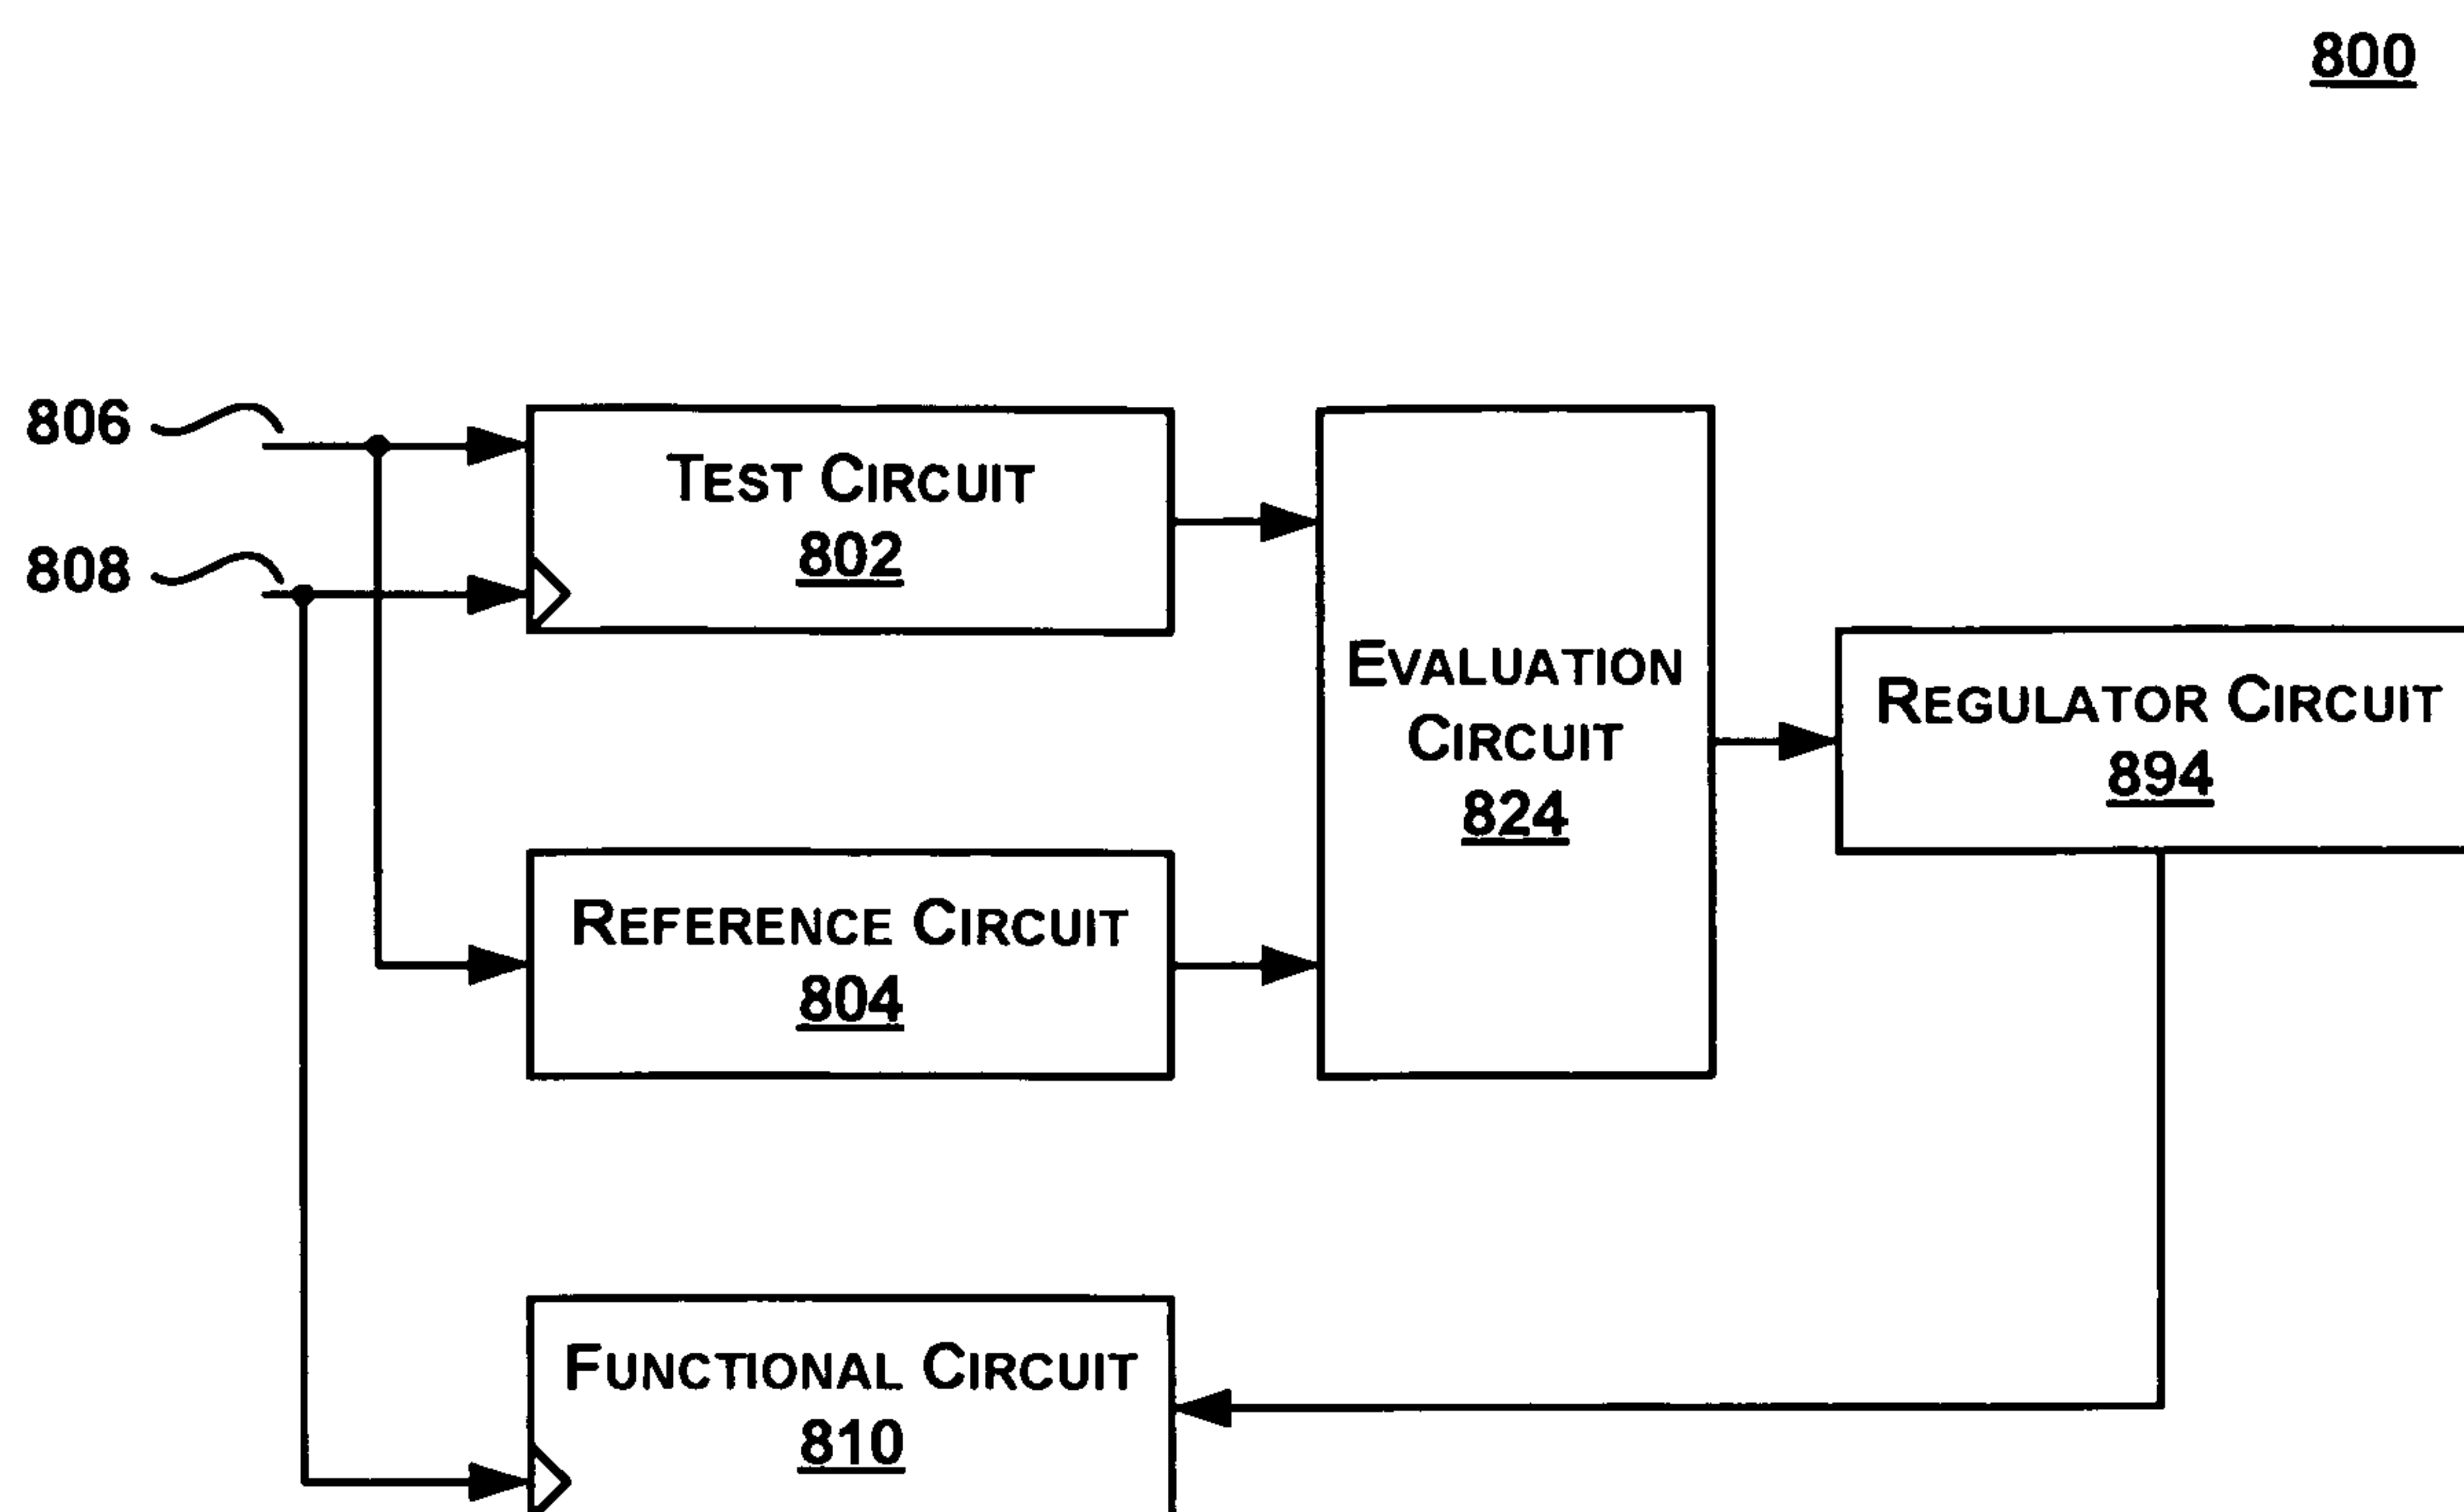 800
806
TEST CIRCUIT
802
808
EVALUATION
CIRCUIT
824
REGULATOR CIRCUIT
894
REFERENCE CIRCUIT
804
FUNCTIONAL CIRCUIT
810